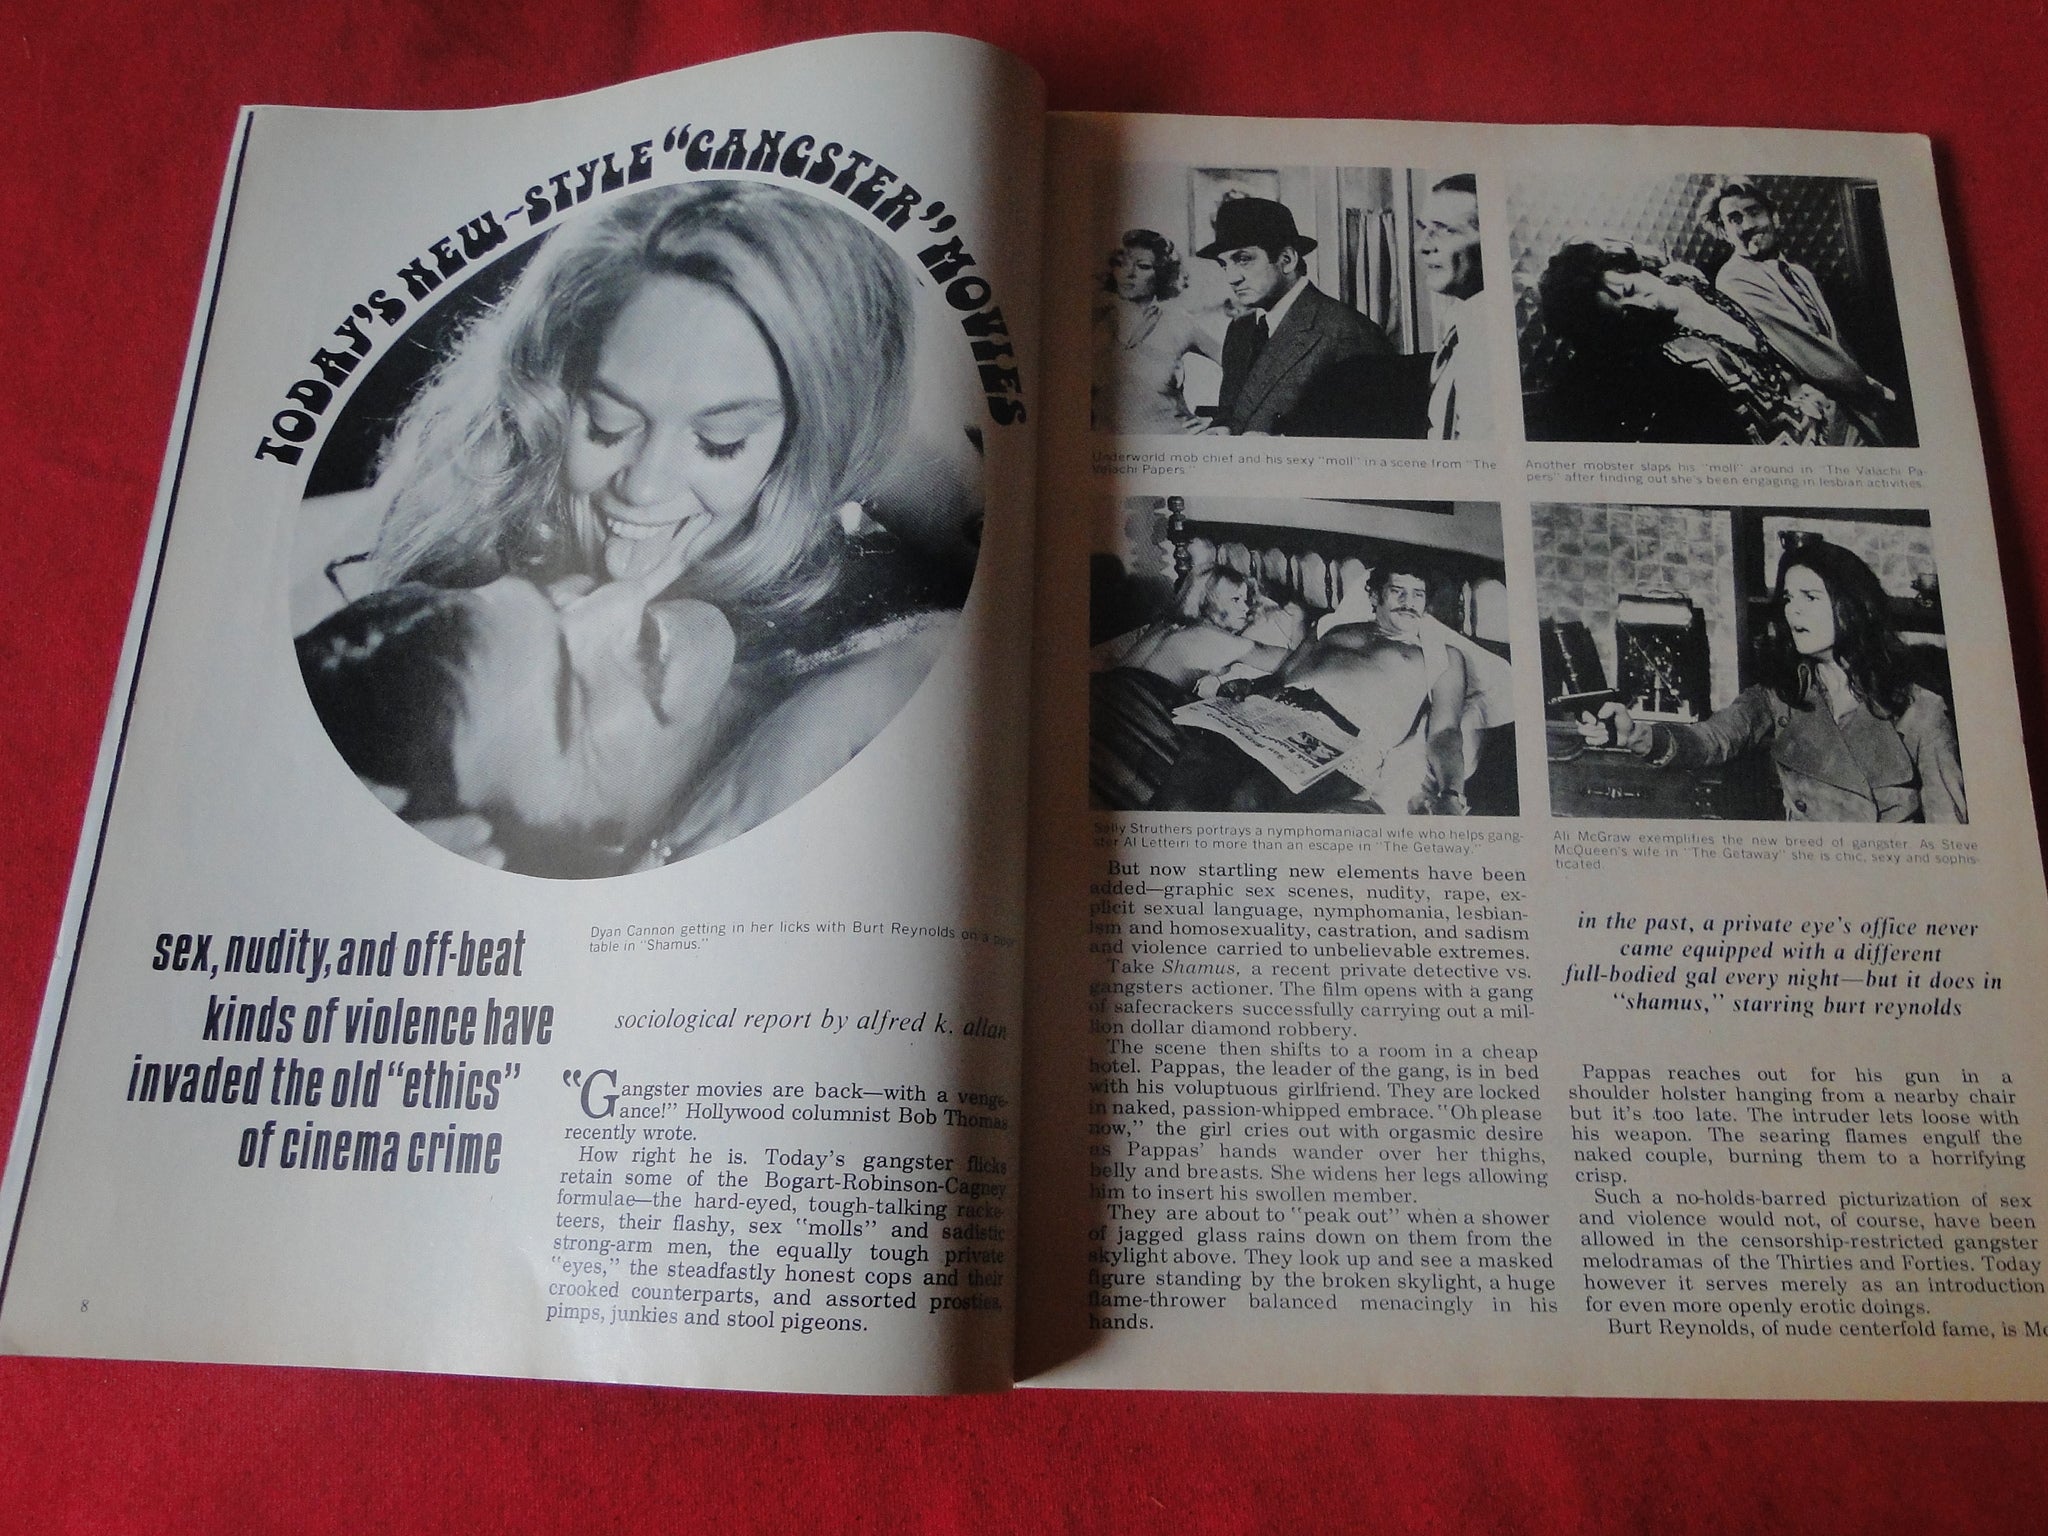 TODAY'S NEW-STYLE “GANGSTER” MOVIES
Dyan Cannon getting in her licks with Burt Reynolds on a pool
table in “Shamus.”
sex, nudity, and off-beat
kinds of violence have
invaded the old “ethics”
of cinema crime
sociological report by alfred k. allan
“Gangster movies are back—with a venge-
ance!” Hollywood columnist Bob Thomas
recently wrote.
How right he is. Today's gangster flicks
retain some of the Bogart-Robinson-Cagney
formulae—the hard-eyed, tough-talking racke-
teers, their flashy, sex “molls” and sadistic
strong-arm men, the equally tough private
“eyes,” the steadfastly honest cops and their
crooked counterparts, and assorted prosties,
pimps, junkies and stool pigeons.
8
Underworld mob chief and his sexy “moll” in a scene from “The
Valachi Papers.”
Another mobster slaps his “moll” around in “The Valachi Pa-
pers” after finding out she's been engaging in lesbian activities.
Sally Struthers portrays a nymphomaniacal wife who helps gang-
ster Al Letteiri to more than an escape in “The Getaway.”
Ali McGraw exemplifies the new breed of gangster. As Steve
McQueen's wife in “The Getaway” she is chic, sexy and sophis-
ticated.
But now startling new elements have been
added—graphic sex scenes, nudity, rape, ex-
plicit sexual language, nymphomania, lesbian-
ism and homosexuality, castration, and sadism
and violence carried to unbelievable extremes.
Take Shamus, a recent private detective vs.
gangsters actioner. The film opens with a gang
of safecrackers successfully carrying out a mil-
lion dollar diamond robbery.
The scene then shifts to a room in a cheap
hotel. Pappas, the leader of the gang, is in bed
with his voluptuous girlfriend. They are locked
in naked, passion-whipped embrace. “Oh please
now,” the girl cries out with orgasmic desire
as Pappas' hands wander over her thighs,
belly and breasts. She widens her legs allowing
him to insert his swollen member.
They are about to “peak out” when a shower
of jagged glass rains down on them from the
skylight above. They look up and see a masked
figure standing by the broken skylight, a huge
flame-thrower balanced menacingly in his
hands.
in the past, a private eye's office never
came equipped with a different
full-bodied gal every night—but it does in
“shamus,” starring burt reynolds
Pappas reaches out for his gun in a
shoulder holster hanging from a nearby chair
but it's too late. The intruder lets loose with
his weapon. The searing flames engulf the
naked couple, burning them to a horrifying
crisp.
Such a no-holds-barred picturization of sex
and violence would not, of course, have been
allowed in the censorship-restricted gangster
melodramas of the Thirties and Forties. Today
however it serves merely as an introduction
for even more openly erotic doings.
Burt Reynolds, of nude centerfold fame, is